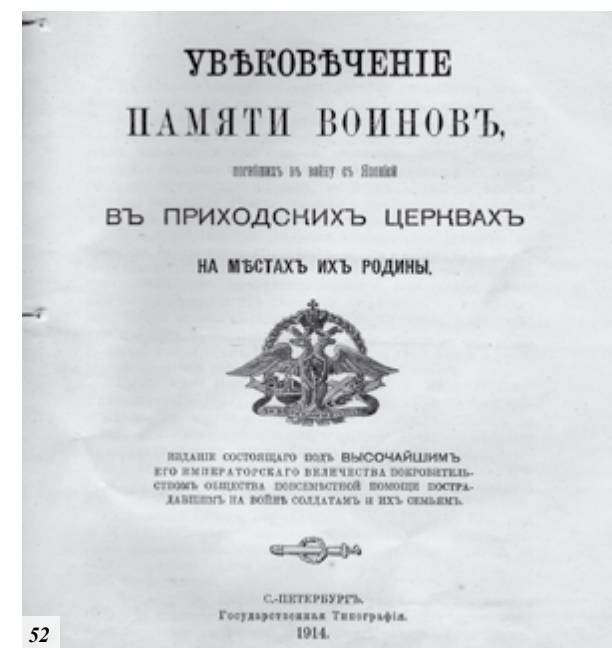 УВѢКОВѢЧЕНІЕ
ПАМЯТИ ВОИНОВЪ,
погибшихъ въ войну съ Японіей
ВЪ ПРИХОДСКИХЪ ЦЕРКВАХЪ
НА МѢСТАХЪ ИХЪ РОДИНЫ.
ИЗДАНІЕ СОСТОЯЩАГО ПОДЪ ВЫСОЧАЙШИМЪ
ЕГО ИМПЕРАТОРСКАГО ВЕЛИЧЕСТВА ПОКРОВИТЕЛЬ-
СТВОМЪ ОБЩЕСТВА ПОВСЕМѢСТНОЙ ПОМОЩИ ПОСТРА-
ДАВШИМЪ НА ВОЙНѢ СОЛДАТАМЪ И ИХЪ СЕМЬЯМЪ.
С.-ПЕТЕРБУРГЪ.
Государственная Типографія.
1914.
52